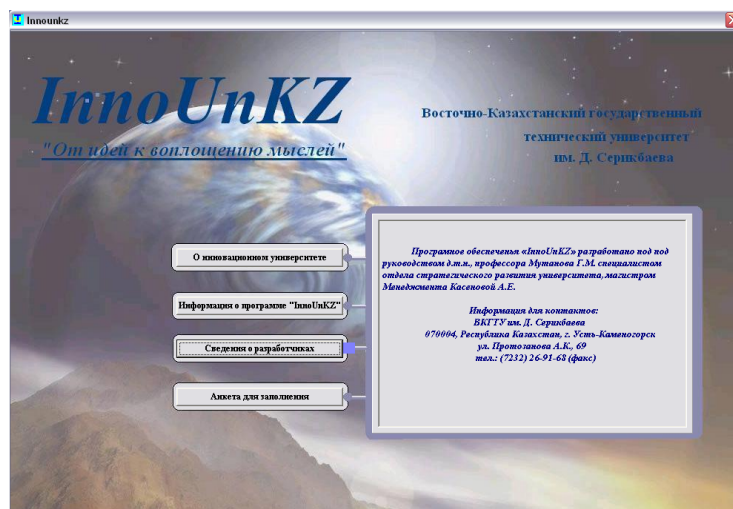 Innounkz
InnoUnKZ
"От идей к воплощению мыслей"
Восточно-Казахстанский государственный
технический университет
им. Д. Серикбаева
О инновационном университете
Информация о программе "InnoUnKZ"
Сведения о разработчиках
Анкета для заполнения
Програмное обеспеченья «InnoUnKZ» разработано под под
руководством д.т.н., профессора Мутанова Г.М. специалистом
отдела стратегического развития университета, магистром
Менеджмента Касеновой А.Е.
Информация для контактов:
ВКГТУ им. Д. Серикбаева
070004, Республика Казахстан, г. Усть-Каменогорск
ул. Протозанова А.К., 69
тел.: (7232) 26-91-68 (факс)